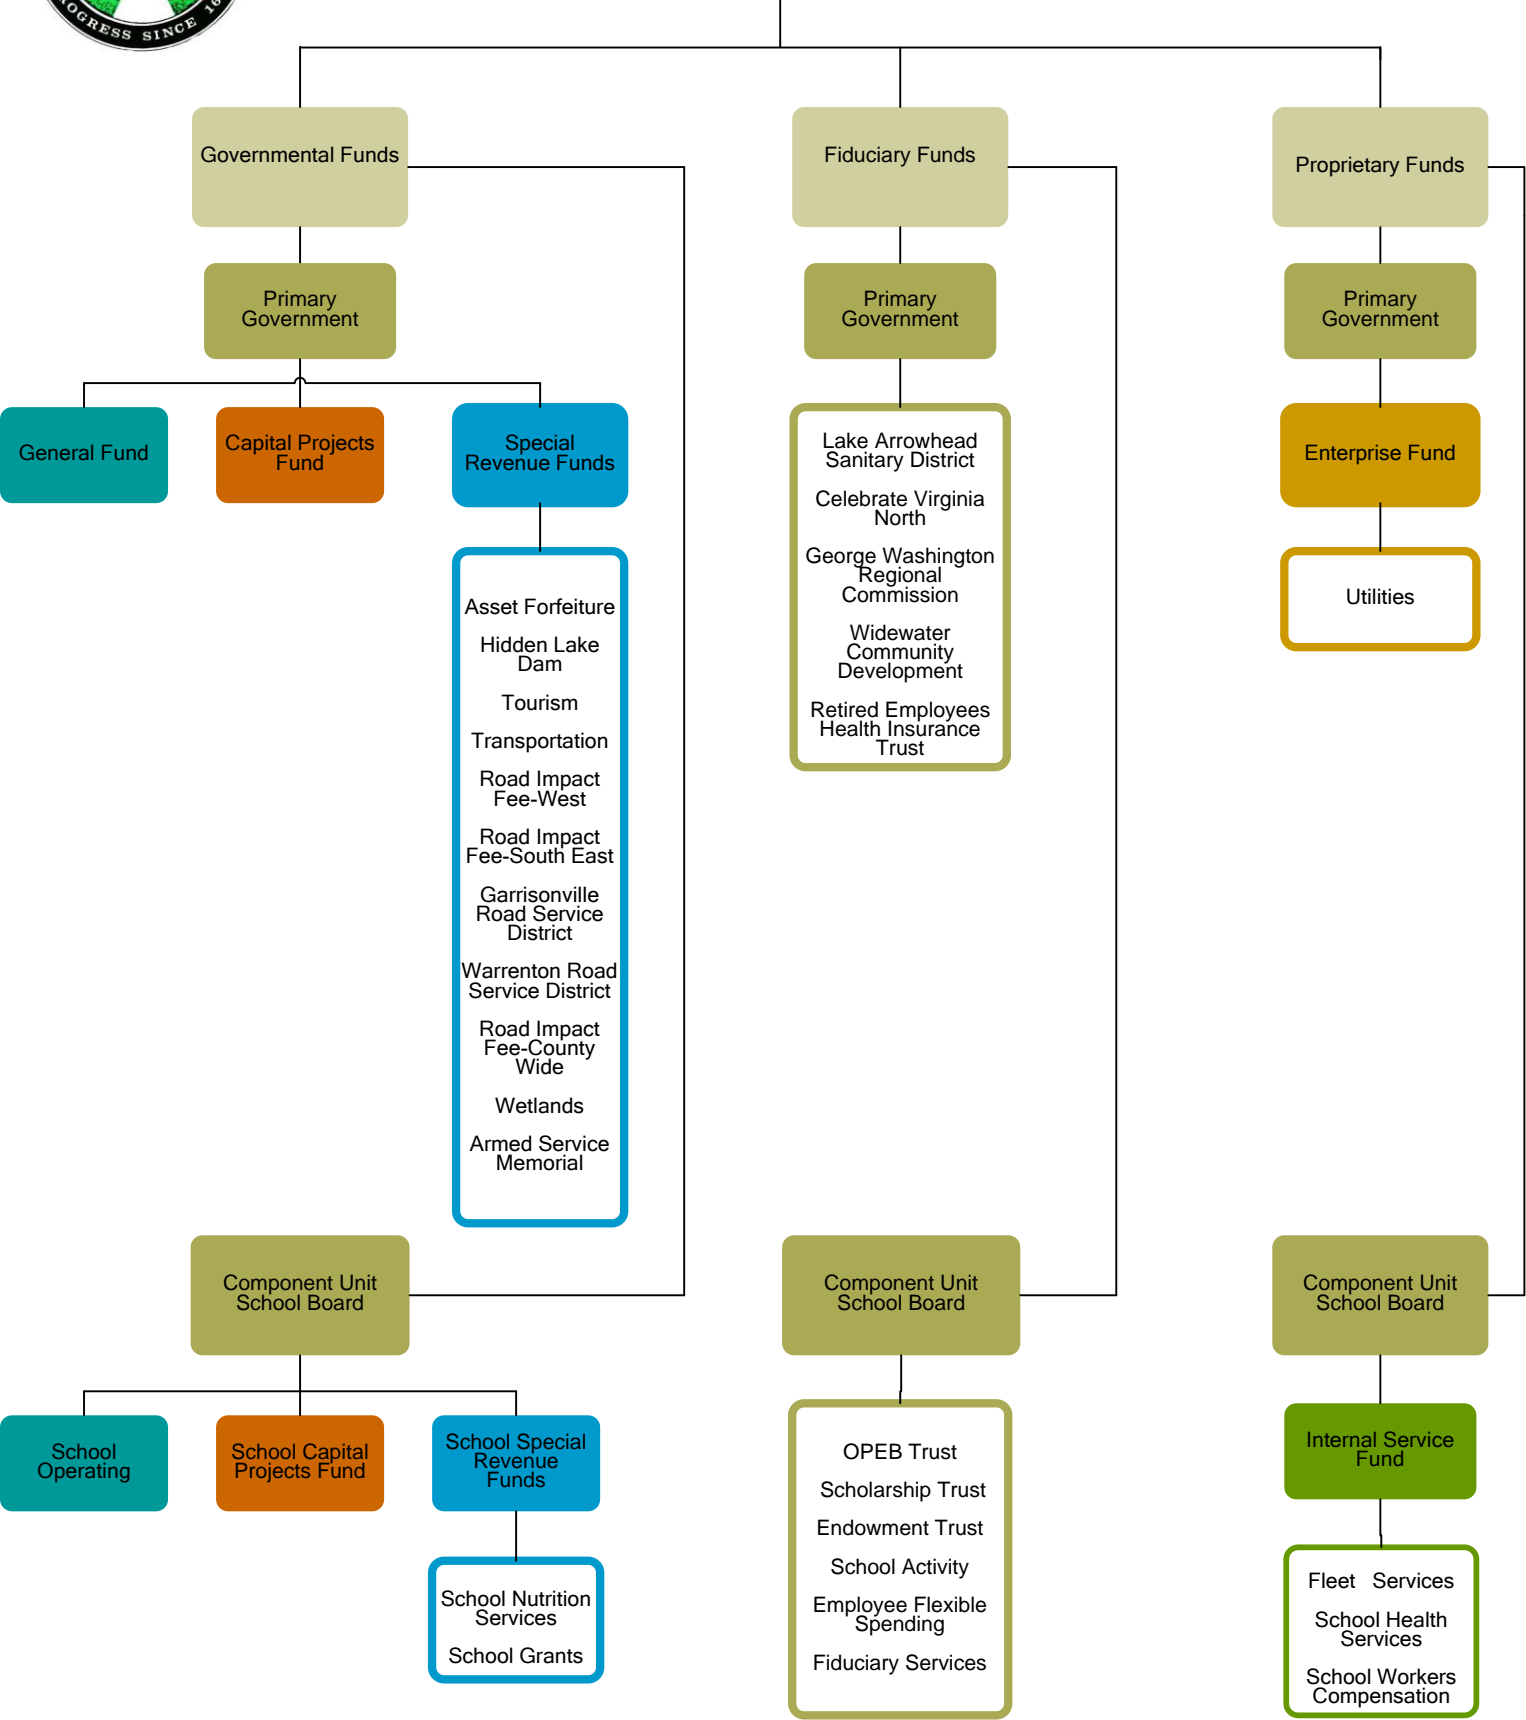 PROGRESS SINCE 16
Governmental Funds
Fiduciary Funds
Proprietary Funds
Primary
Government
Primary
Government
Primary
Government
General Fund
Capital Projects
Fund
Special
Revenue Funds
Lake Arrowhead
Sanitary District
Celebrate Virginia
North
George Washington
Regional
Commission
Widewater
Community
Development
Retired Employees
Health Insurance
Trust
Enterprise Fund
Utilities
Asset Forfeiture
Hidden Lake
Dam
Tourism
Transportation
Road Impact
Fee-West
Road Impact
Fee-South East
Garrisonville
Road Service
District
Warrenton Road
Service District
Road Impact
Fee-County
Wide
Wetlands
Armed Service
Memorial
Component Unit
School Board
Component Unit
School Board
Component Unit
School Board
School
Operating
School Capital
Projects Fund
School Special
Revenue
Funds
School Nutrition
Services
School Grants
OPEB Trust
Scholarship Trust
Endowment Trust
School Activity
Employee Flexible
Spending
Fiduciary Services
Internal Service
Fund
Fleet   Services
School Health
Services
School Workers
Compensation